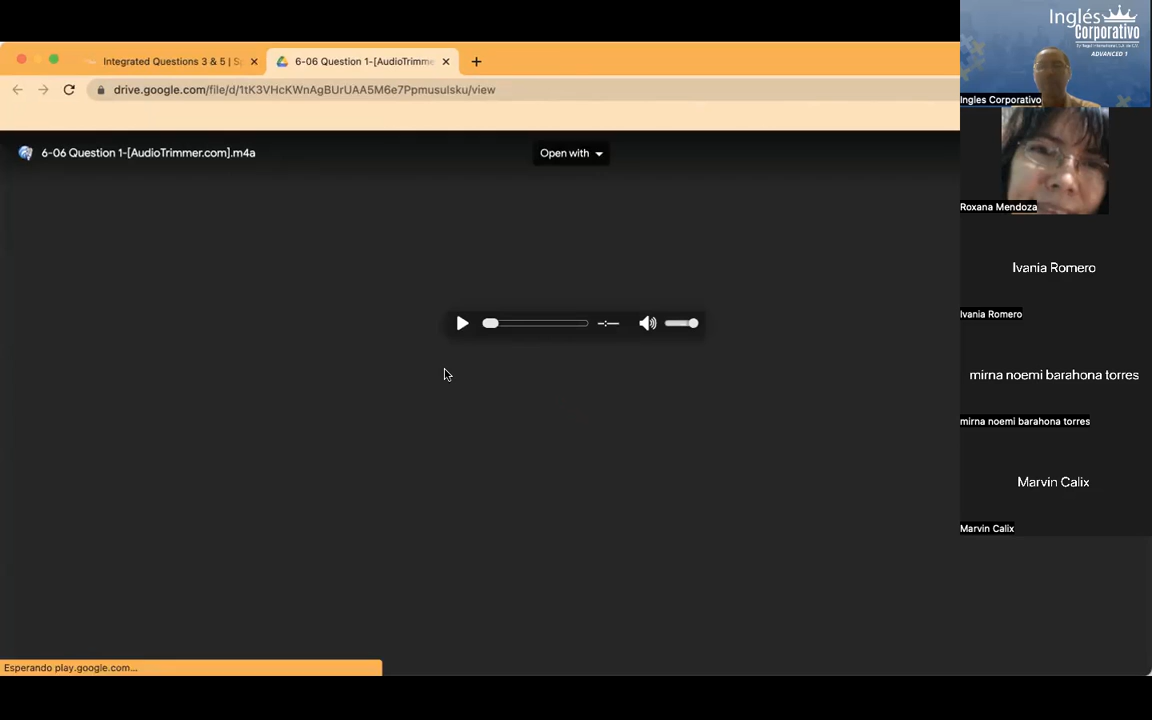 Integrated Questions 3 & 5 | S
6-06 Question 1-[AudioTrimme
drive.google.com/file/d/1tK3VHcKWnAgBUrUAA5M6e7Ppmusulsku/view
6-06 Question 1-[AudioTrimmer.com].m4a
Open with
Esperando play.google.com...
Inglés
Corporativo
ADVANCED 1
Ingles Corporativo
Roxana Mendoza
Ivania Romero
Ivania Romero
mirna noemi barahona torres
mirna noemi barahona torres
Marvin Calix
Marvin Calix